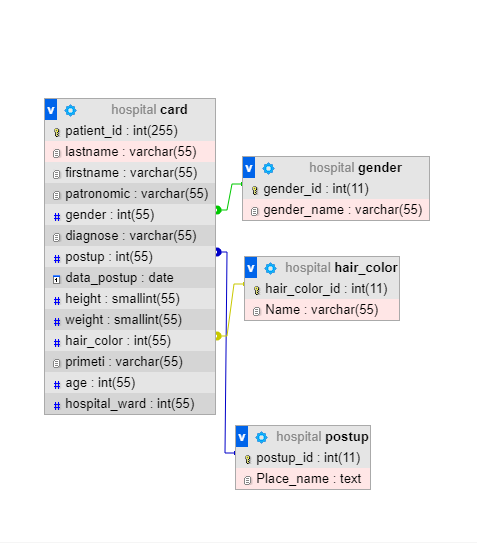 v hospital card
patient_id : int(255)
lastname : varchar(55)
firstname : varchar(55)
patronomic : varchar(55)
# gender : int(55)
diagnose : varchar(55)
# postup : int(55)
data_postup : date
# height : smallint(55)
# weight : smallint(55)
# hair_color : int(55)
primeti : varchar(55)
# age : int(55)
# hospital_ward : int(55)
v hospital gender
gender_id : int(11)
gender_name : varchar(55)
v hospital hair_color
hair_color_id : int(11)
Name : varchar(55)
v hospital postup
postup_id : int(11)
Place_name : text